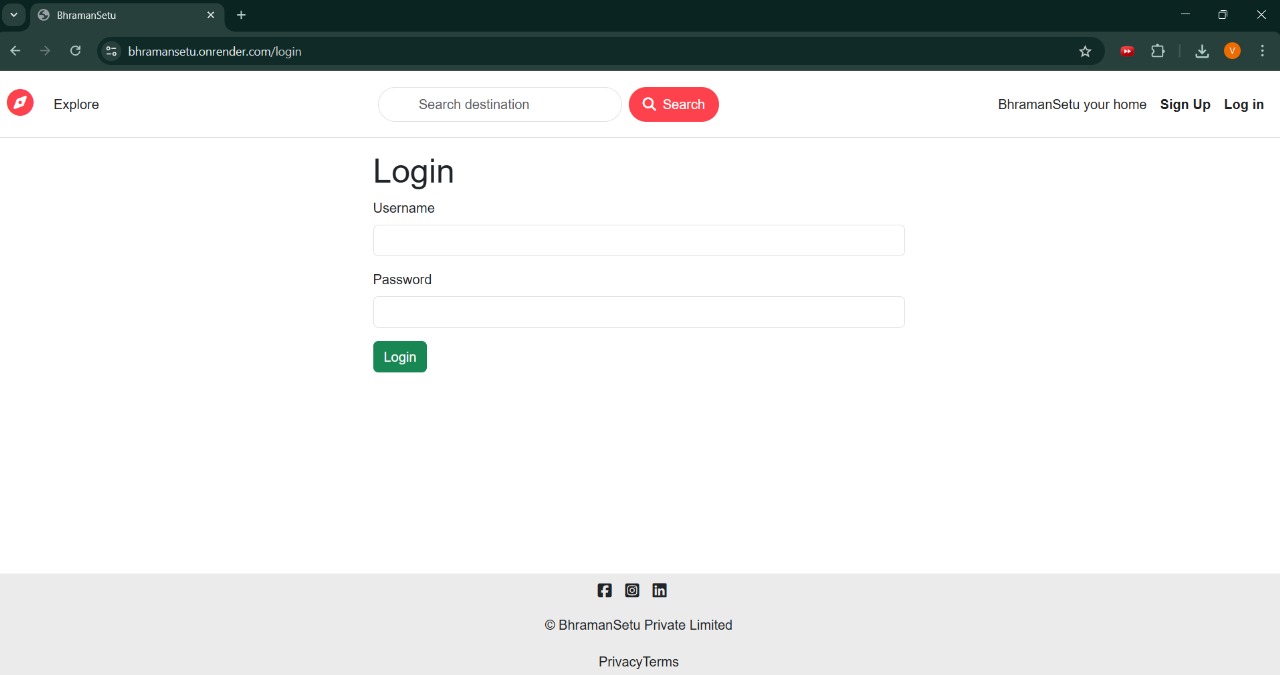 BhramanSetu
bhramansetu.onrender.com/login
V
Explore
Search destination
Search
BhramanSetu your home
Sign Up
Log in
Login
Username
Password
Login
© BhramanSetu Private Limited
PrivacyTerms